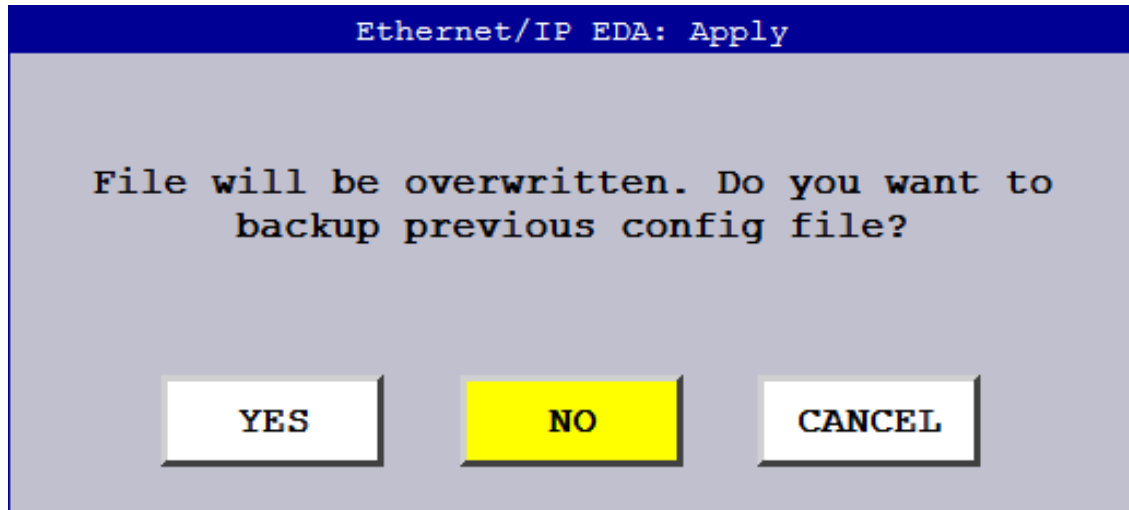 Ethernet/IP EDA: Apply
File will be overwritten. Do you want to
backup previous config file?
YES NO CANCEL